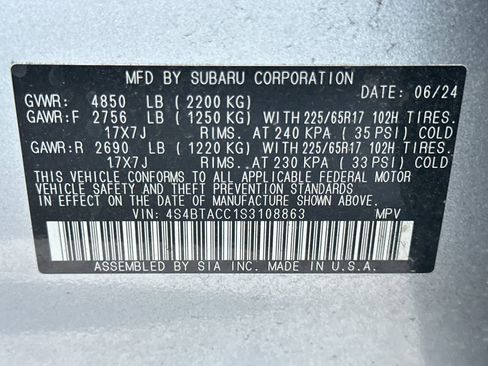 MFD BY SUBARU CORPORATION DATE: 06/24
GVWR: 4850 LB (2200 KG)
GAWR:F 2756 LB (1250 KG) WITH 225/65R17 102H TIRES,
17X7J RIMS, AT 240 KPA (35 PSI) COLD
GAWR:R 2690 LB (1220 KG) WITH 225/65R17 102H TIRES,
17X7J RIMS, AT 230 KPA (33 PSI) COLD
THIS VEHICLE CONFORMS TO ALL APPLICABLE FEDERAL MOTOR
VEHICLE SAFETY AND THEFT PREVENTION STANDARDS
IN EFFECT ON THE DATE OF MANUFACTURE SHOWN ABOVE.
VIN: 4S4BTACC1S3108863 MPV
ASSEMBLED BY SIA INC. MADE IN U.S.A.